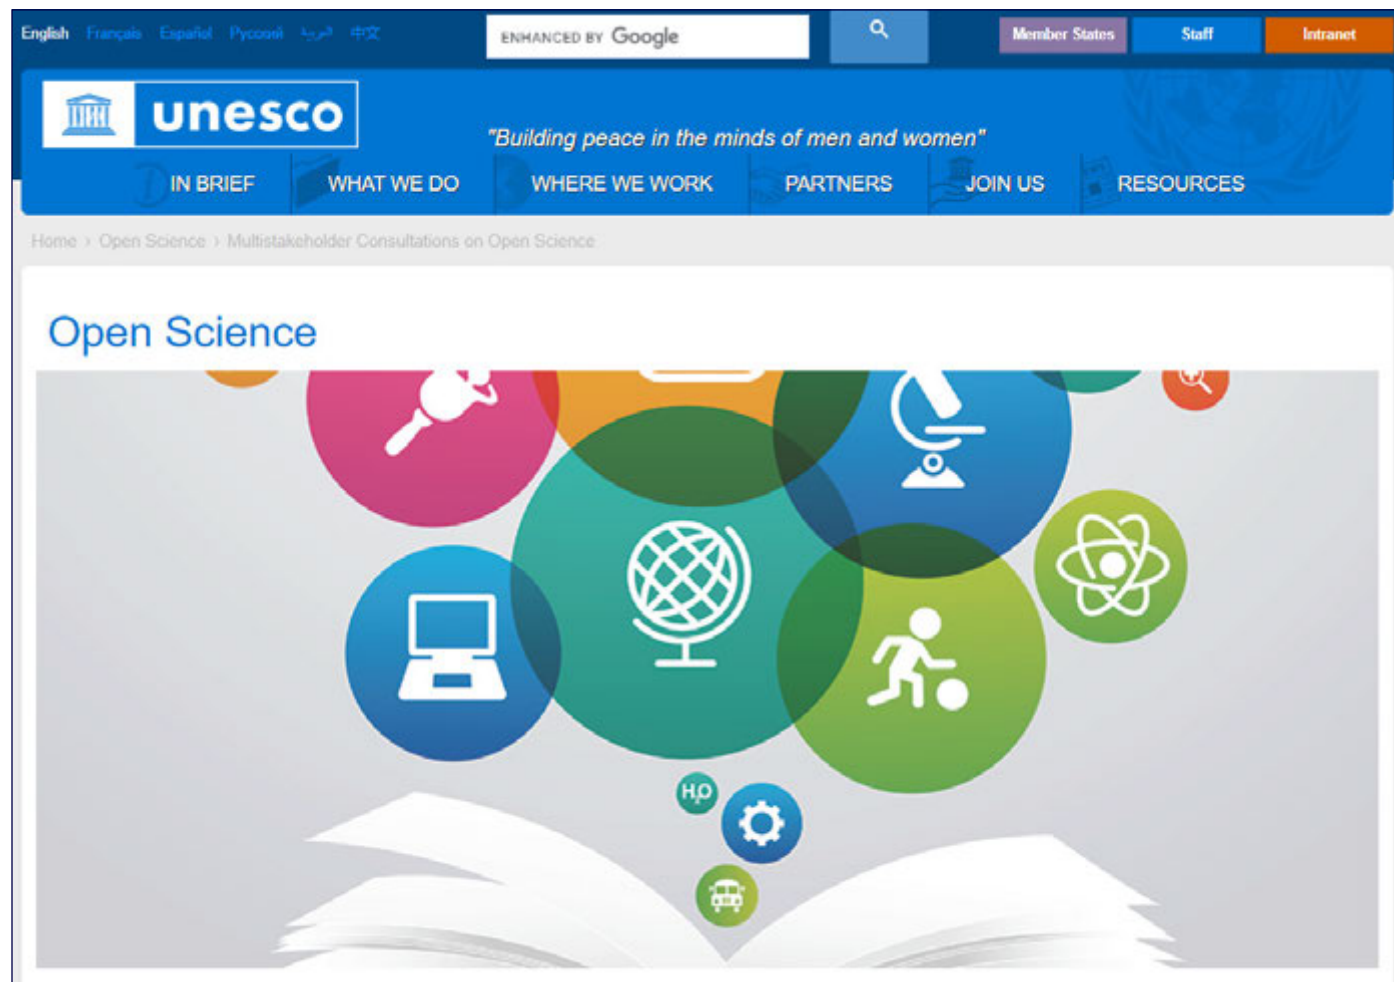 English Français Español Русский العربية 中文
ENHANCED BY Google
Member States
Staff
Intranet
unesco
"Building peace in the minds of men and women"
IN BRIEF
WHAT WE DO
WHERE WE WORK
PARTNERS
JOIN US
RESOURCES
Home › Open Science › Multistakeholder Consultations on Open Science
Open Science
H₂O